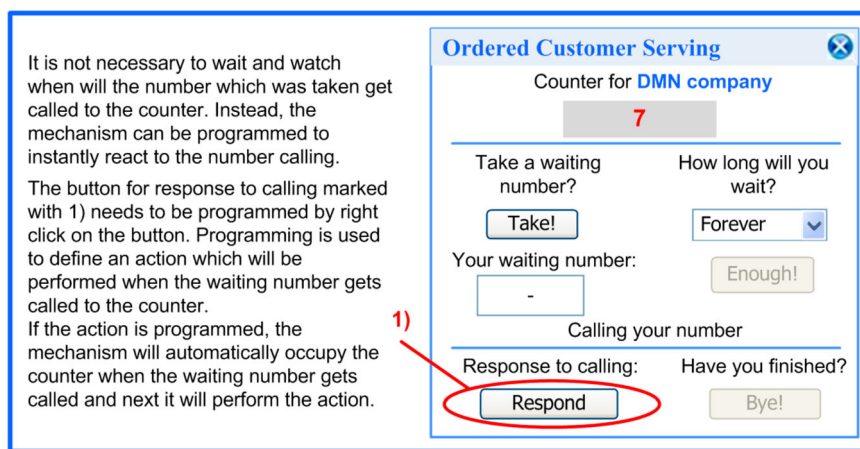 It is not necessary to wait and watch
when will the number which was taken get
called to the counter. Instead, the
mechanism can be programmed to
instantly react to the number calling.
The button for response to calling marked
with 1) needs to be programmed by right
click on the button. Programming is used
to define an action which will be
performed when the waiting number gets
called to the counter.
If the action is programmed, the
mechanism will automatically occupy the
counter when the waiting number gets
called and next it will perform the action.
1)
Ordered Customer Serving
Counter for DMN company
7
Take a waiting
number?
Take!
Your waiting number:
-
How long will you
wait?
Forever
Enough!
Calling your number
Response to calling:
Respond
Have you finished?
Bye!